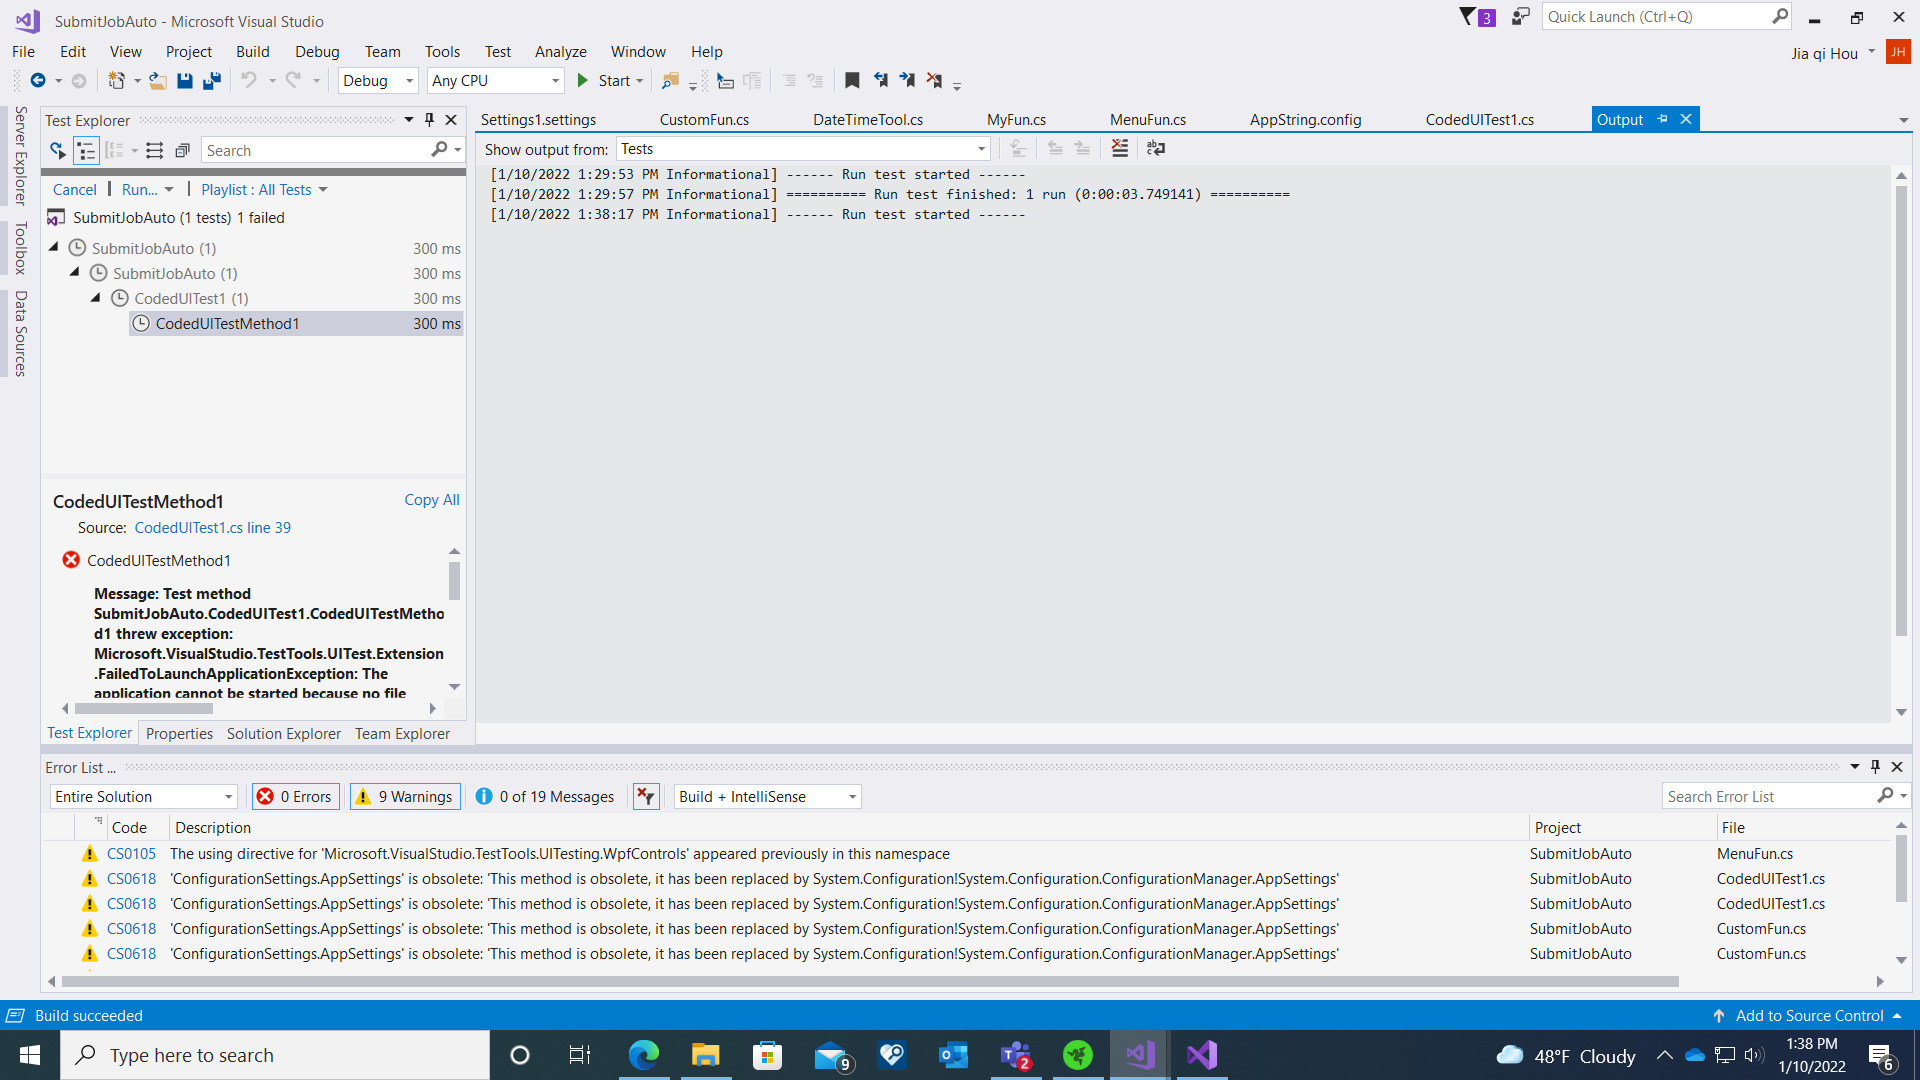 SubmitJobAuto - Microsoft Visual Studio
3
Quick Launch (Ctrl+Q)
File Edit View Project Build Debug Team Tools Test Analyze Window Help
Jia qi Hou JH
Debug Any CPU Start
Server Explorer
Toolbox
Data Sources
Test Explorer
Search
Cancel Run... Playlist : All Tests
SubmitJobAuto (1 tests) 1 failed
SubmitJobAuto (1) 300 ms
SubmitJobAuto (1) 300 ms
CodedUITest1 (1) 300 ms
CodedUITestMethod1 300 ms
CodedUITestMethod1 Copy All
Source: CodedUITest1.cs line 39
CodedUITestMethod1
Message: Test method
SubmitJobAuto.CodedUITest1.CodedUITestMetho
d1 threw exception:
Microsoft.VisualStudio.TestTools.UITest.Extension
.FailedToLaunchApplicationException: The
application cannot be started because no file
Test Explorer Properties Solution Explorer Team Explorer
Settings1.settings CustomFun.cs DateTimeTool.cs MyFun.cs MenuFun.cs AppString.config CodedUITest1.cs Output
Show output from: Tests
[1/10/2022 1:29:53 PM Informational] ------ Run test started ------
[1/10/2022 1:29:57 PM Informational] ========== Run test finished: 1 run (0:00:03.749141) ==========
[1/10/2022 1:38:17 PM Informational] ------ Run test started ------
Error List ...
Entire Solution 0 Errors 9 Warnings 0 of 19 Messages Build + IntelliSense Search Error List
Code Description Project File
CS0105 The using directive for 'Microsoft.VisualStudio.TestTools.UITesting.WpfControls' appeared previously in this namespace SubmitJobAuto MenuFun.cs
CS0618 'ConfigurationSettings.AppSettings' is obsolete: 'This method is obsolete, it has been replaced by System.Configuration!System.Configuration.ConfigurationManager.AppSettings' SubmitJobAuto CodedUITest1.cs
CS0618 'ConfigurationSettings.AppSettings' is obsolete: 'This method is obsolete, it has been replaced by System.Configuration!System.Configuration.ConfigurationManager.AppSettings' SubmitJobAuto CodedUITest1.cs
CS0618 'ConfigurationSettings.AppSettings' is obsolete: 'This method is obsolete, it has been replaced by System.Configuration!System.Configuration.ConfigurationManager.AppSettings' SubmitJobAuto CustomFun.cs
CS0618 'ConfigurationSettings.AppSettings' is obsolete: 'This method is obsolete, it has been replaced by System.Configuration!System.Configuration.ConfigurationManager.AppSettings' SubmitJobAuto CustomFun.cs
Build succeeded Add to Source Control
Type here to search
9
2
48°F Cloudy
1:38 PM
1/10/2022
6